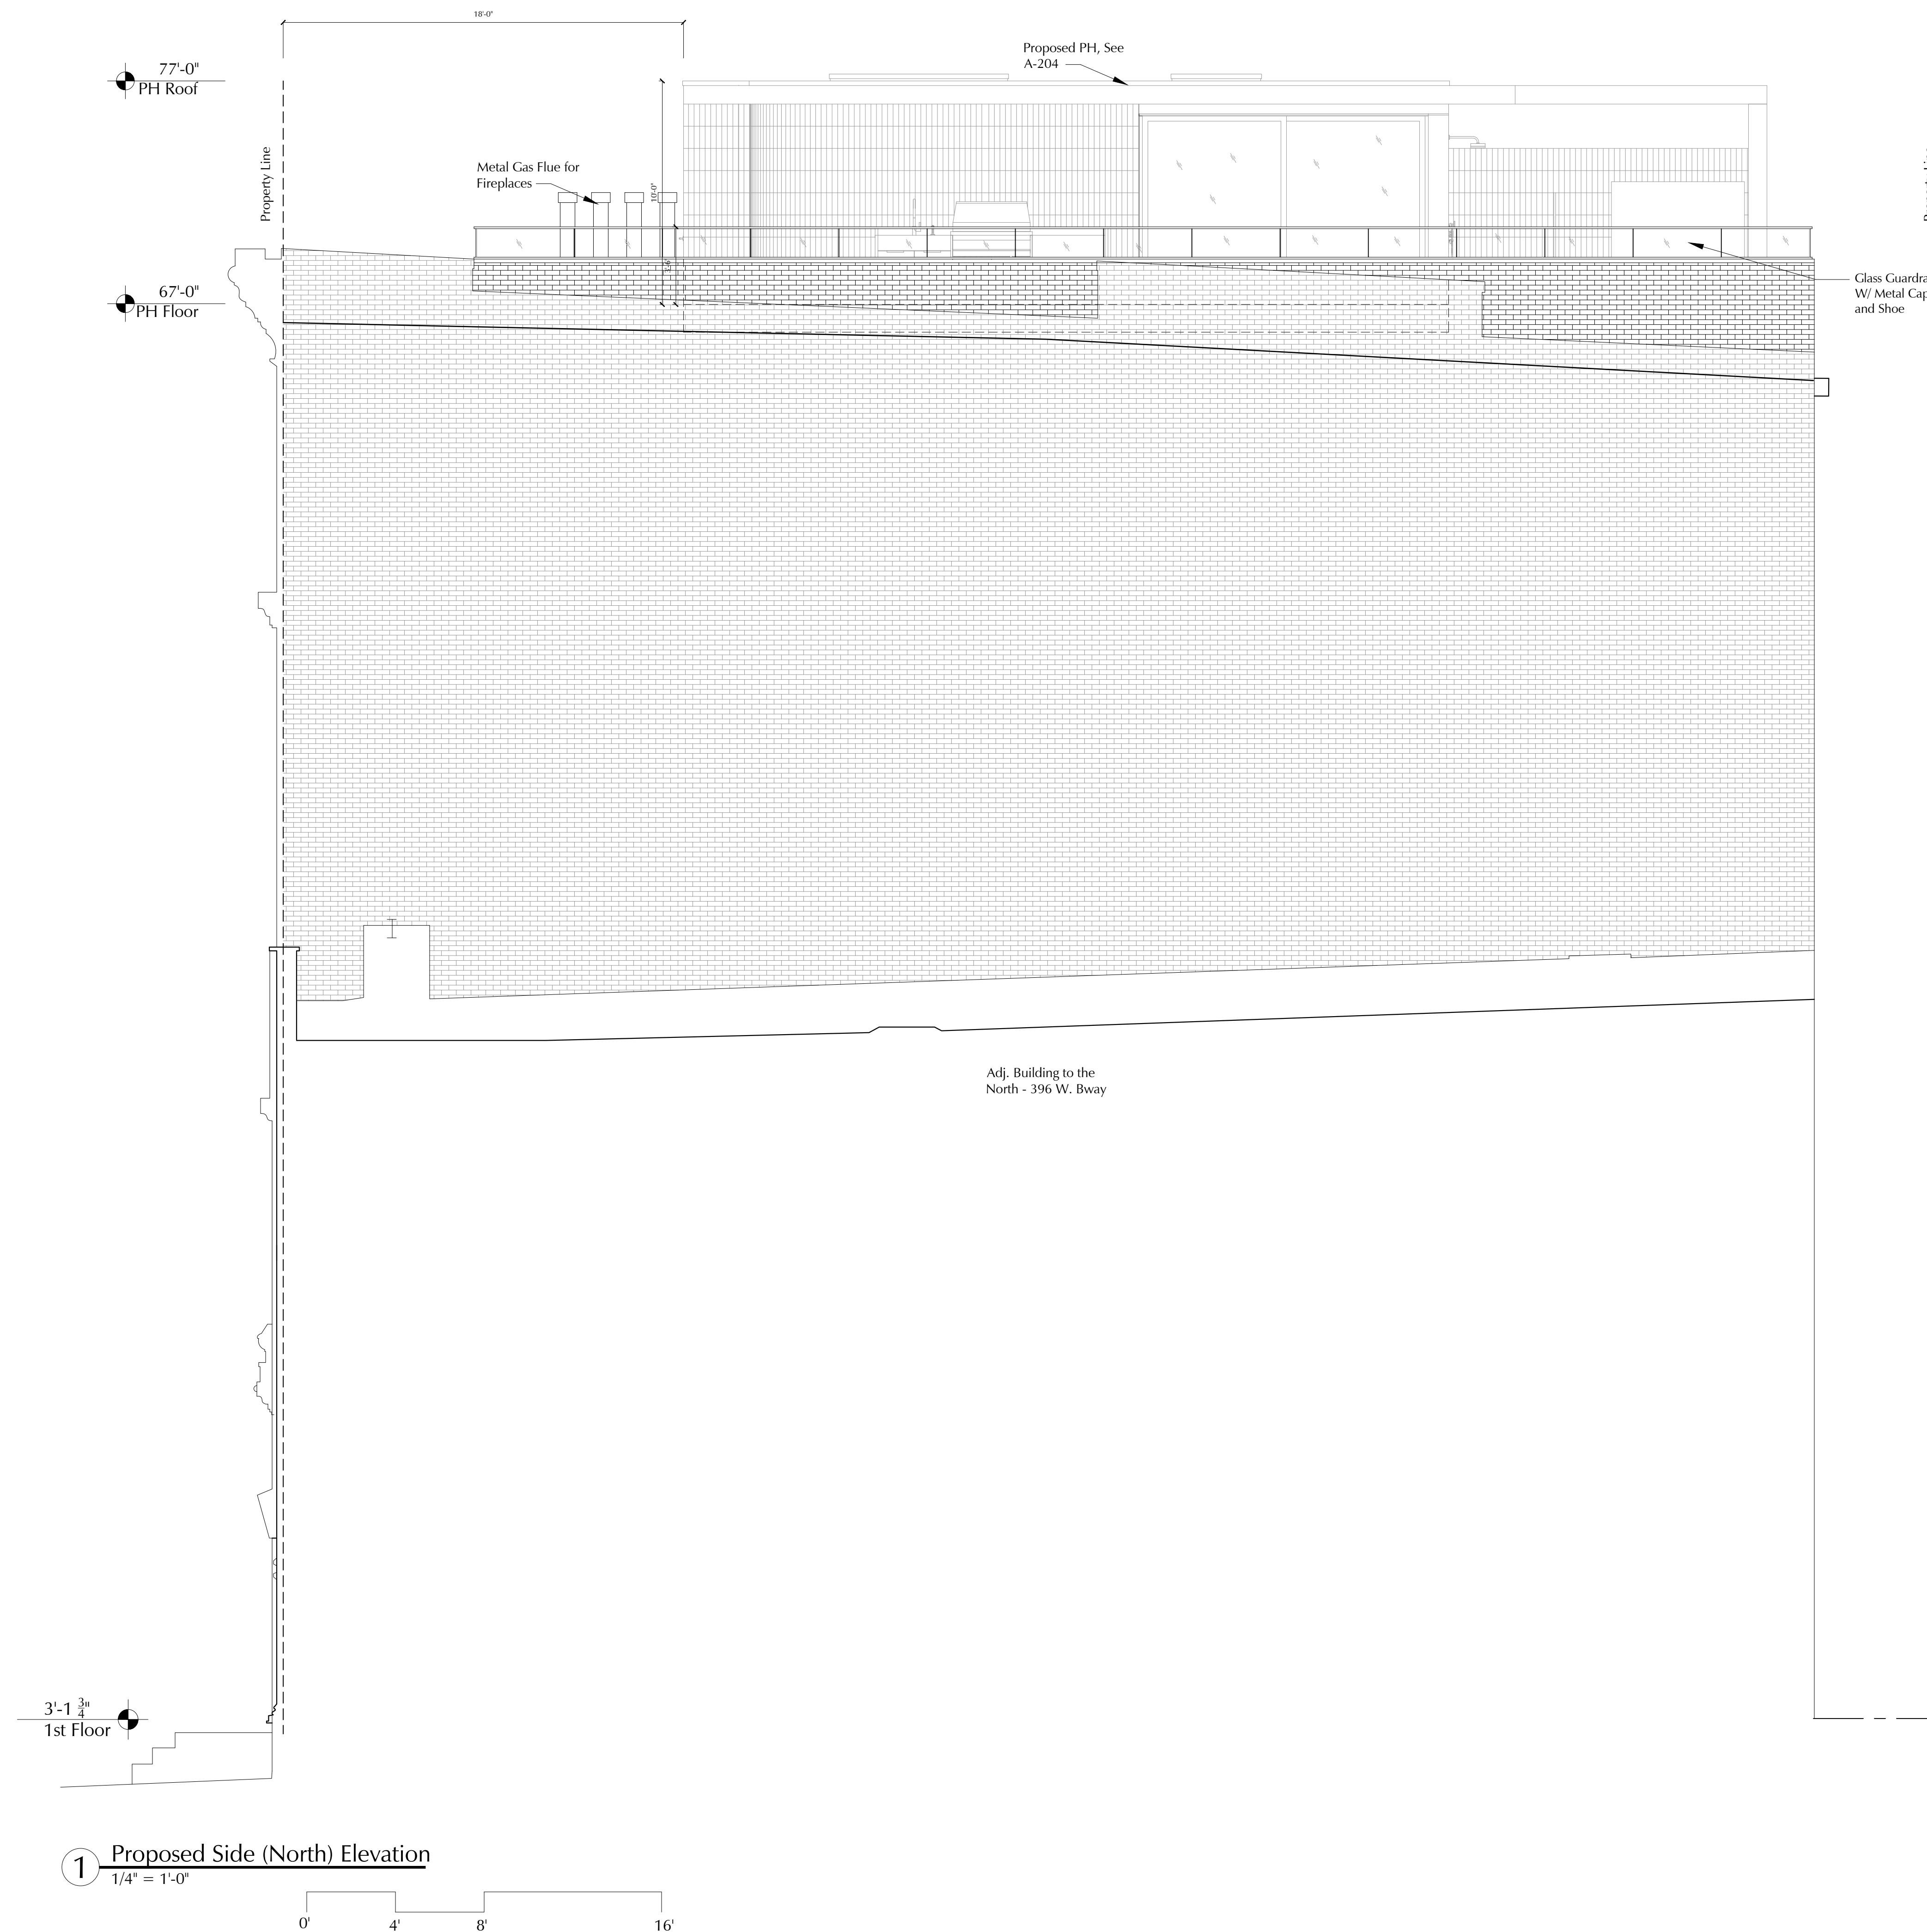 18'-0"
Proposed PH, See
A-204
77'-0"
PH Roof
Property Line
Metal Gas Flue for
Fireplaces
10'-0"
67'-0"
PH Floor
Glass Guardra
W/ Metal Cap
and Shoe
Adj. Building to the
North - 396 W. Bway
3'-1 3/4"
1st Floor
1 Proposed Side (North) Elevation
1/4" = 1'-0"
0' 4' 8' 16'